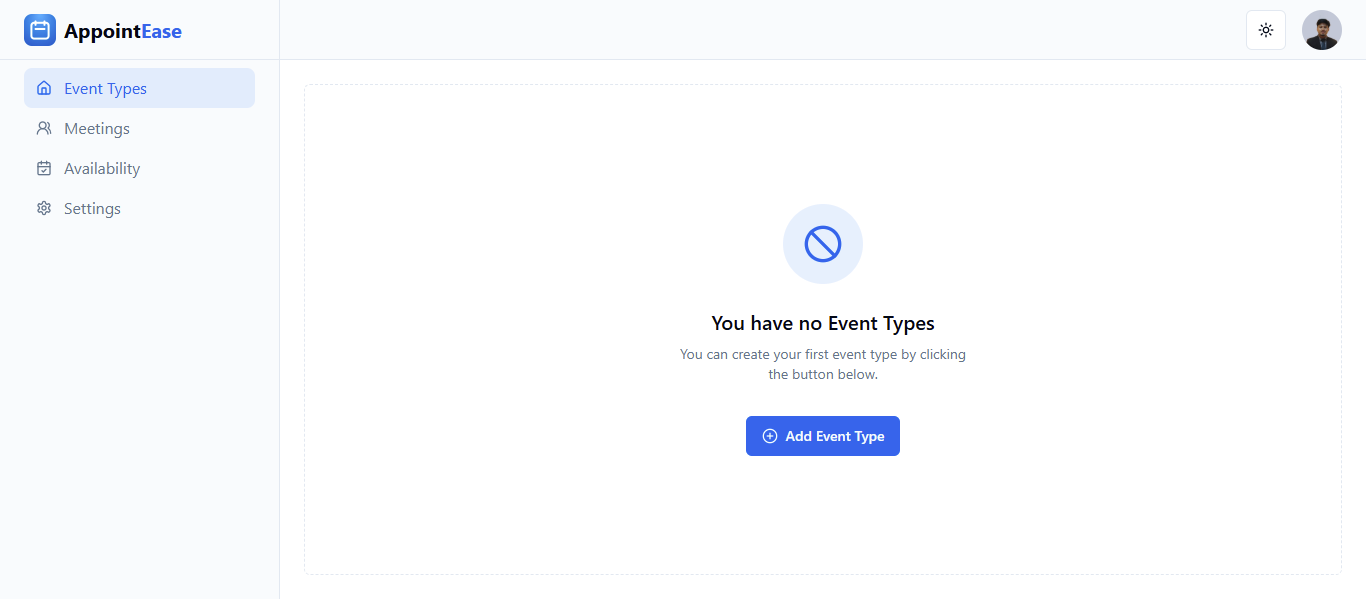 AppointEase
Event Types
Meetings
Availability
Settings
You have no Event Types
You can create your first event type by clicking
the button below.
Add Event Type